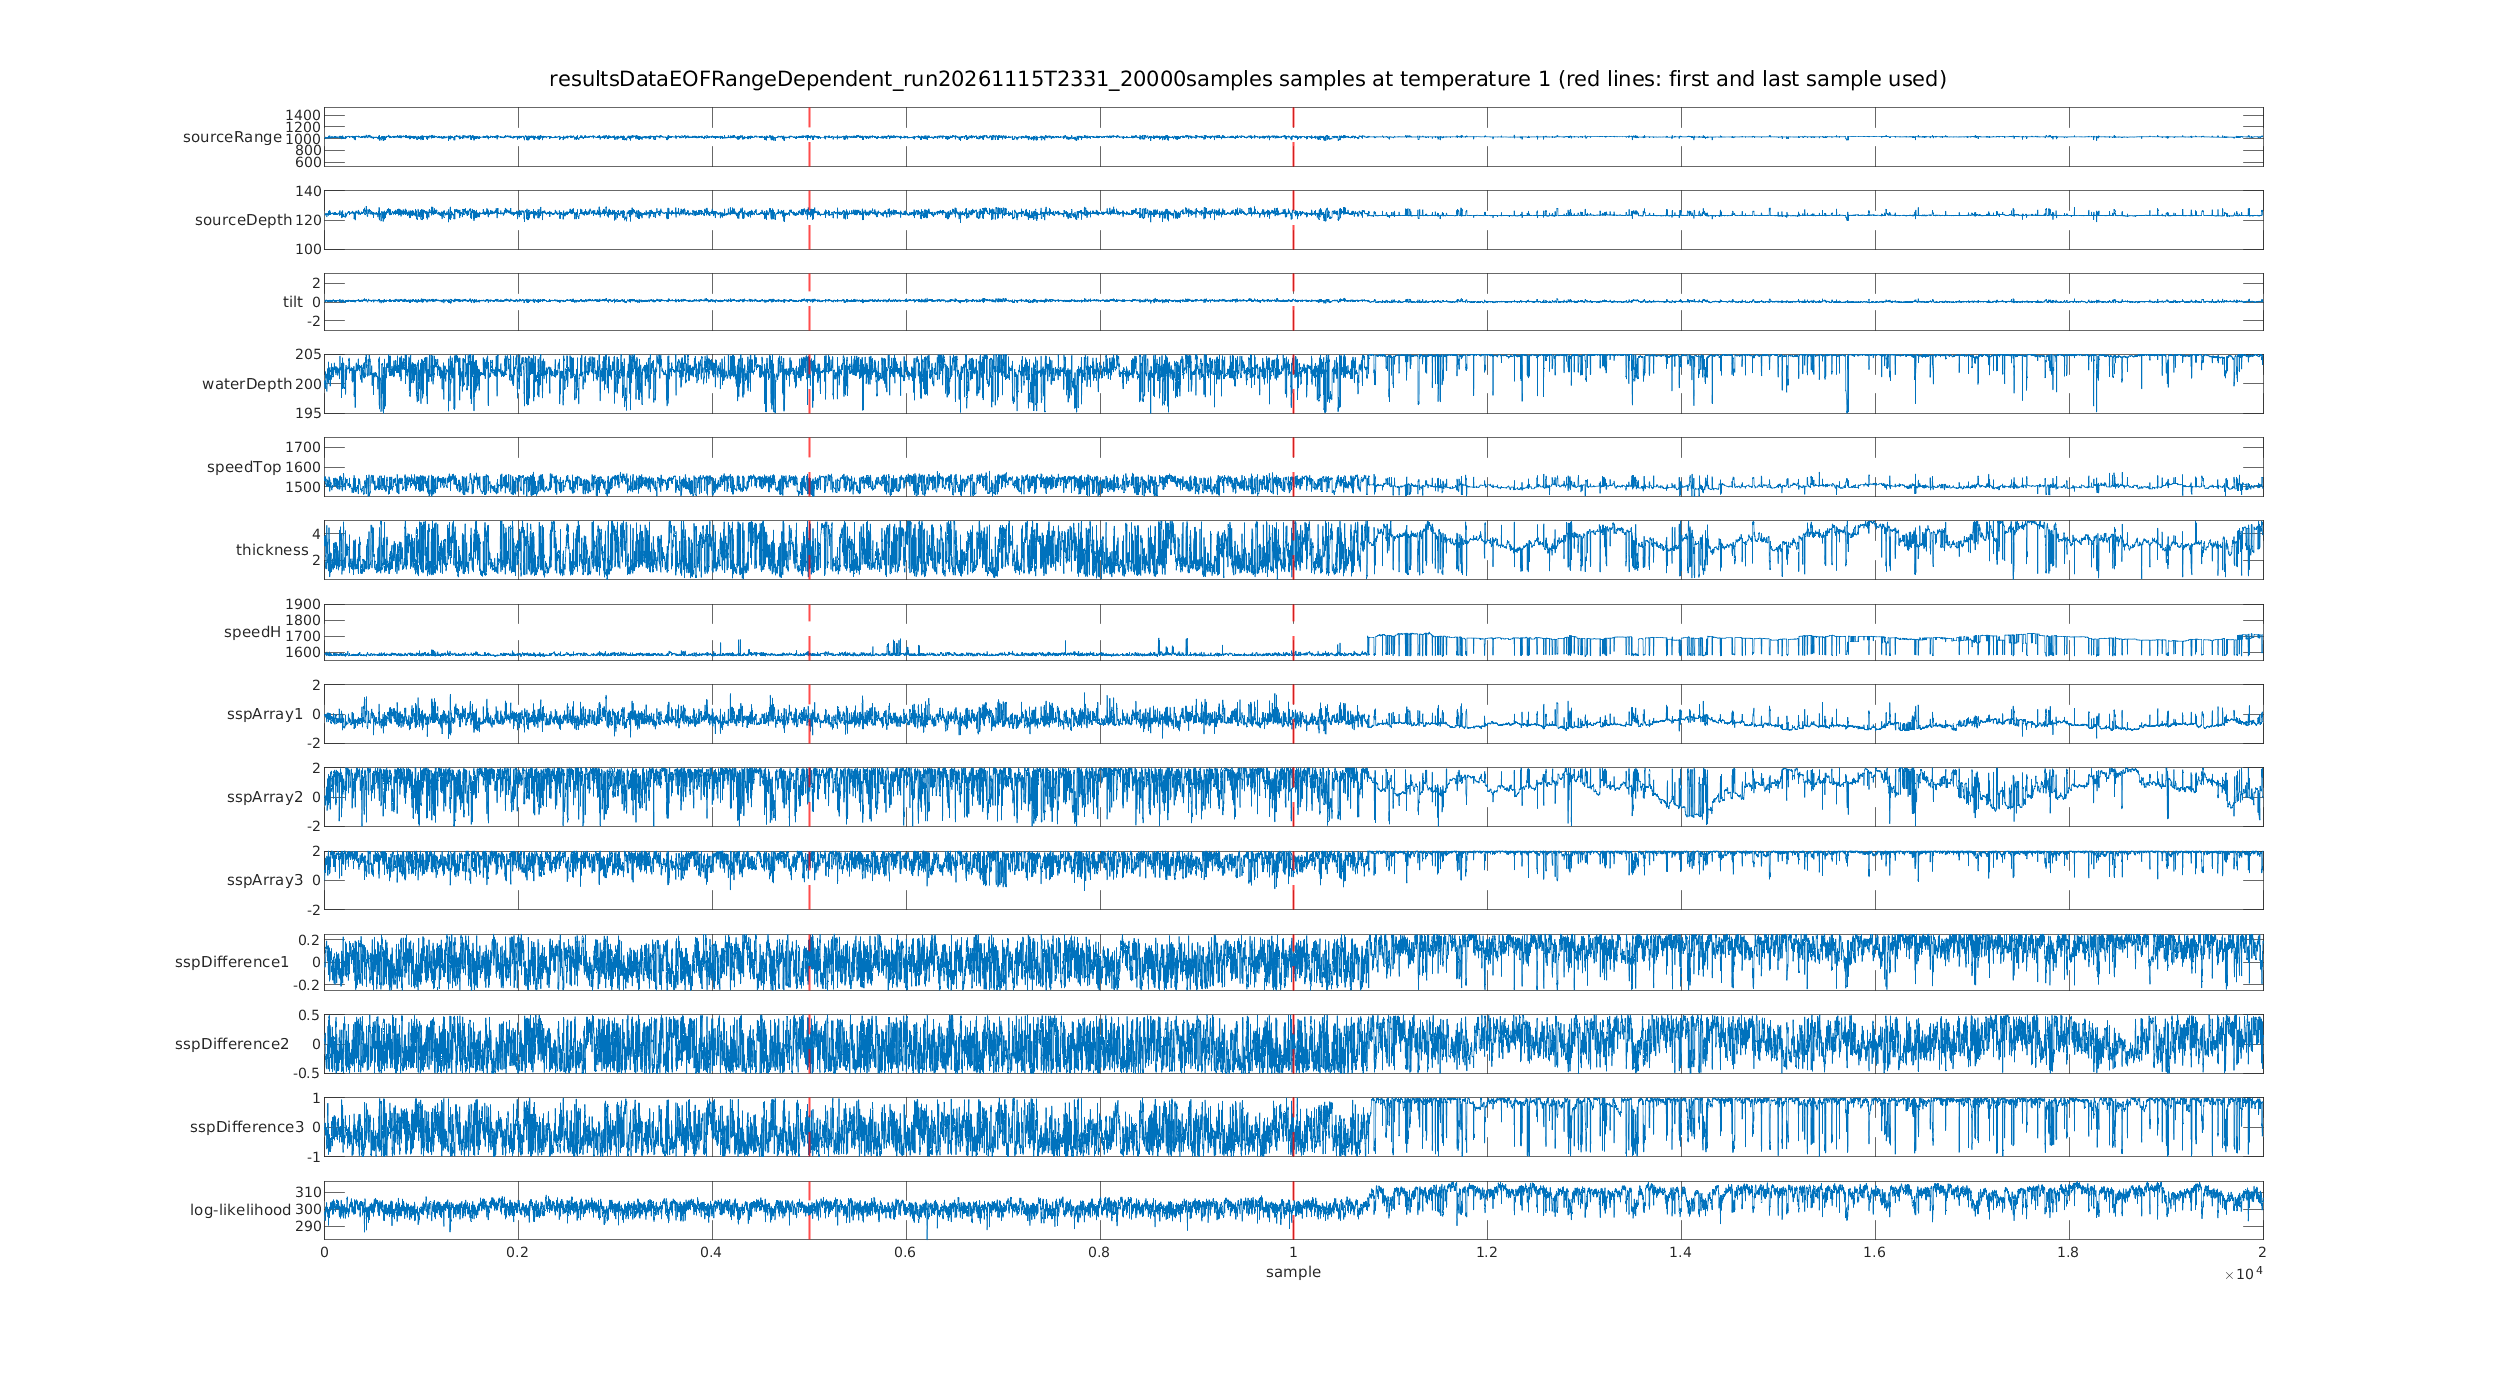 resultsDataEOFRangeDependent_run20261115T2331_20000samples samples at temperature 1 (red lines: first and last sample used)
sourceRange
1400
1200
1000
800
600
sourceDepth
140
120
100
tilt
2
0
-2
waterDepth
205
200
195
speedTop
1700
1600
1500
thickness
4
2
speedH
1900
1800
1700
1600
sspArray1
2
0
-2
sspArray2
2
0
-2
sspArray3
2
0
-2
sspDifference1
0.2
0
-0.2
sspDifference2
0.5
0
-0.5
sspDifference3
1
0
-1
log-likelihood
310
300
290
0 0.2 0.4 0.6 0.8 1 1.2 1.4 1.6 1.8 2
sample
×10^4